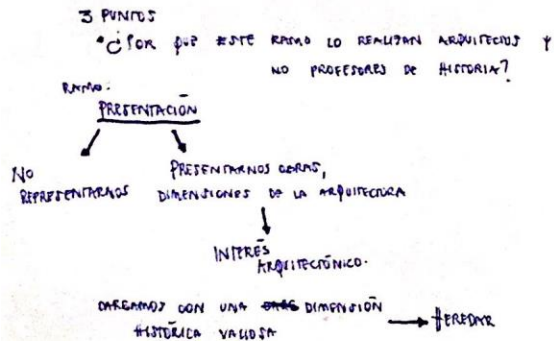 3 PUNTOS
• ¿POR QUE ESTE RAMO LO REALIZAN ARQUITECTOS Y
NO PROFESORES DE HISTORIA?
RAMO:
PRESENTACIÓN
NO
REPRESENTARNOS
PRESENTARNOS OBRAS,
DIMENSIONES DE LA ARQUITECTURA
INTERÉS
ARQUITECTÓNICO.
CARGAMOS CON UNA DIMENSIÓN
HISTÓRICA VALIOSA
HEREDAR